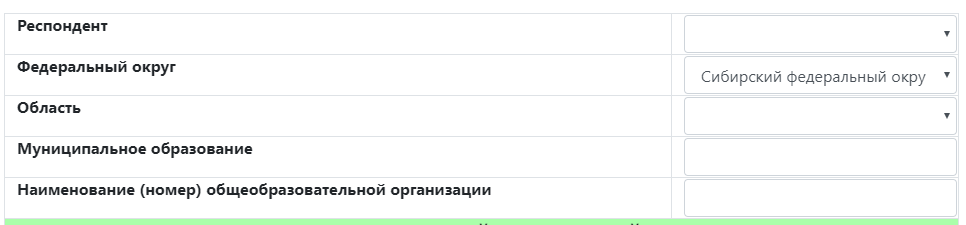 Респондент
Федеральный округ
Сибирский федеральный окру
Область
Муниципальное образование
Наименование (номер) общеобразовательной организации